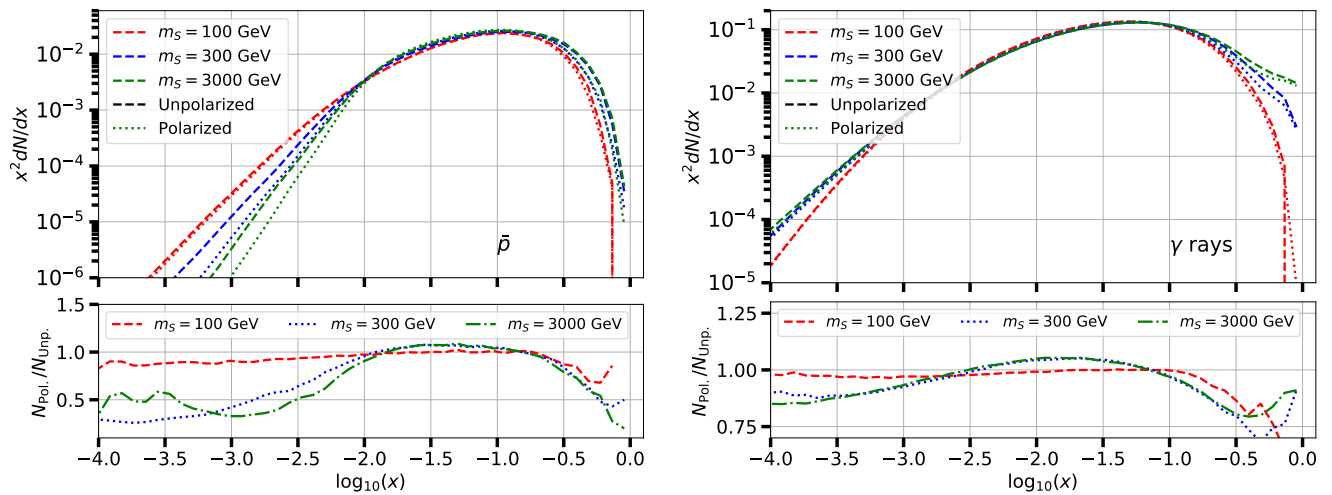 10⁻²
10⁻³
10⁻⁴
10⁻⁵
10⁻⁶
x²dN/dx
m_S = 100 GeV
m_S = 300 GeV
m_S = 3000 GeV
Unpolarized
Polarized
p̄
1.5
1.0
0.5
N_Pol./N_Unp.
m_S = 100 GeV m_S = 300 GeV m_S = 3000 GeV
−4.0 −3.5 −3.0 −2.5 −2.0 −1.5 −1.0 −0.5 0.0
log₁₀(x)
10⁻¹
10⁻²
10⁻³
10⁻⁴
10⁻⁵
x²dN/dx
m_S = 100 GeV
m_S = 300 GeV
m_S = 3000 GeV
Unpolarized
Polarized
γ rays
1.25
1.00
0.75
N_Pol./N_Unp.
m_S = 100 GeV m_S = 300 GeV m_S = 3000 GeV
−4.0 −3.5 −3.0 −2.5 −2.0 −1.5 −1.0 −0.5 0.0
log₁₀(x)